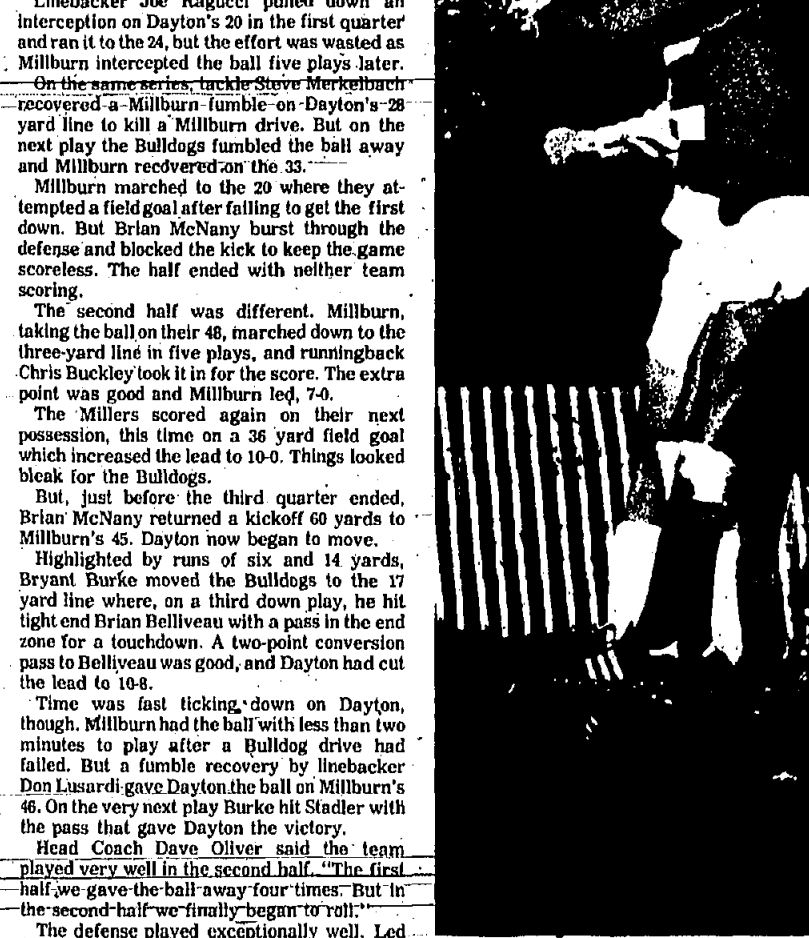 Linebacker Joe Ragucci pulled down an
interception on Dayton's 20 in the first quarter
and ran it to the 24, but the effort was wasted as
Millburn intercepted the ball five plays later.
On the same series, tackle Steve Merkelbach
recovered a Millburn fumble on Dayton's 28
yard line to kill a Millburn drive. But on the
next play the Bulldogs fumbled the ball away
and Millburn recdvered on the 33.
Millburn marched to the 20 where they at-
tempted a field goal after failing to get the first
down. But Brian McNany burst through the
defense and blocked the kick to keep the game
scoreless. The half ended with neither team
scoring.
The second half was different. Millburn,
taking the ball on their 48, marched down to the
three-yard line in five plays, and runningback
Chris Buckley took it in for the score. The extra
point was good and Millburn led, 7-0.
The Millers scored again on their next
possession, this time on a 36 yard field goal
which increased the lead to 10-0. Things looked
bleak for the Bulldogs.
But, just before the third quarter ended,
Brian McNany returned a kickoff 60 yards to
Millburn's 45. Dayton now began to move.
Highlighted by runs of six and 14 yards,
Bryant Burke moved the Bulldogs to the 17
yard line where, on a third down play, he hit
tight end Brian Belliveau with a pass in the end
zone for a touchdown. A two-point conversion
pass to Belliveau was good, and Dayton had cut
the lead to 10-8.
Time was fast ticking down on Dayton,
though. Millburn had the ball with less than two
minutes to play after a Bulldog drive had
failed. But a fumble recovery by linebacker
Don Lusardi gave Dayton the ball on Millburn's
46. On the very next play Burke hit Stadler with
the pass that gave Dayton the victory.
Head Coach Dave Oliver said the team
played very well in the second half. "The first
half we gave the ball away four times. But in
the second half we finally began to roll."
The defense played exceptionally well. Led